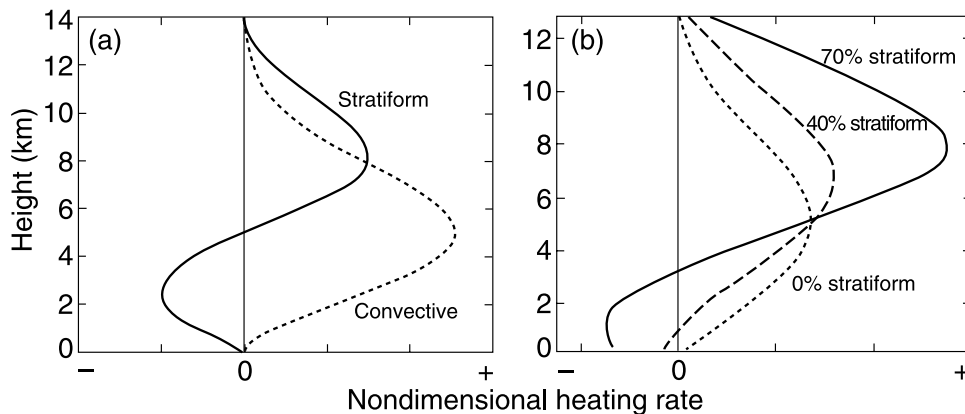 (a)
14
12
10
8
6
4
2
0
Height (km)
Stratiform
Convective
–
0
+
(b)
12
10
8
6
4
2
0
70% stratiform
40% stratiform
0% stratiform
–
0
+
Nondimensional heating rate